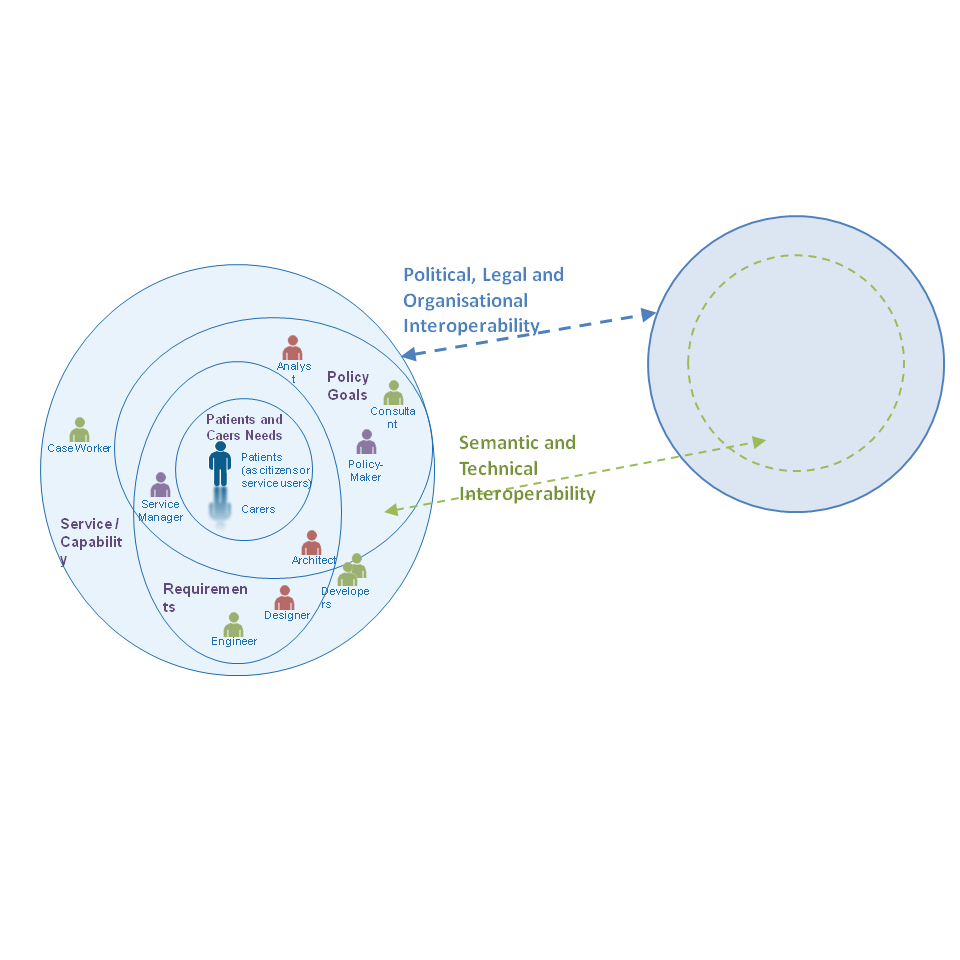 Political, Legal and
Organisational
Interoperability
Analys
t
Policy
Goals
Consulta
nt
Patients and
Caers Needs
Case Worker
Patients
(as citizens or
service users)
Policy-
Maker
Semantic and
Technical
Interoperability
Service
Manager
Carers
Service /
Capabilit
y
Architect
Requiremen
ts
Develope
rs
Designer
Engineer